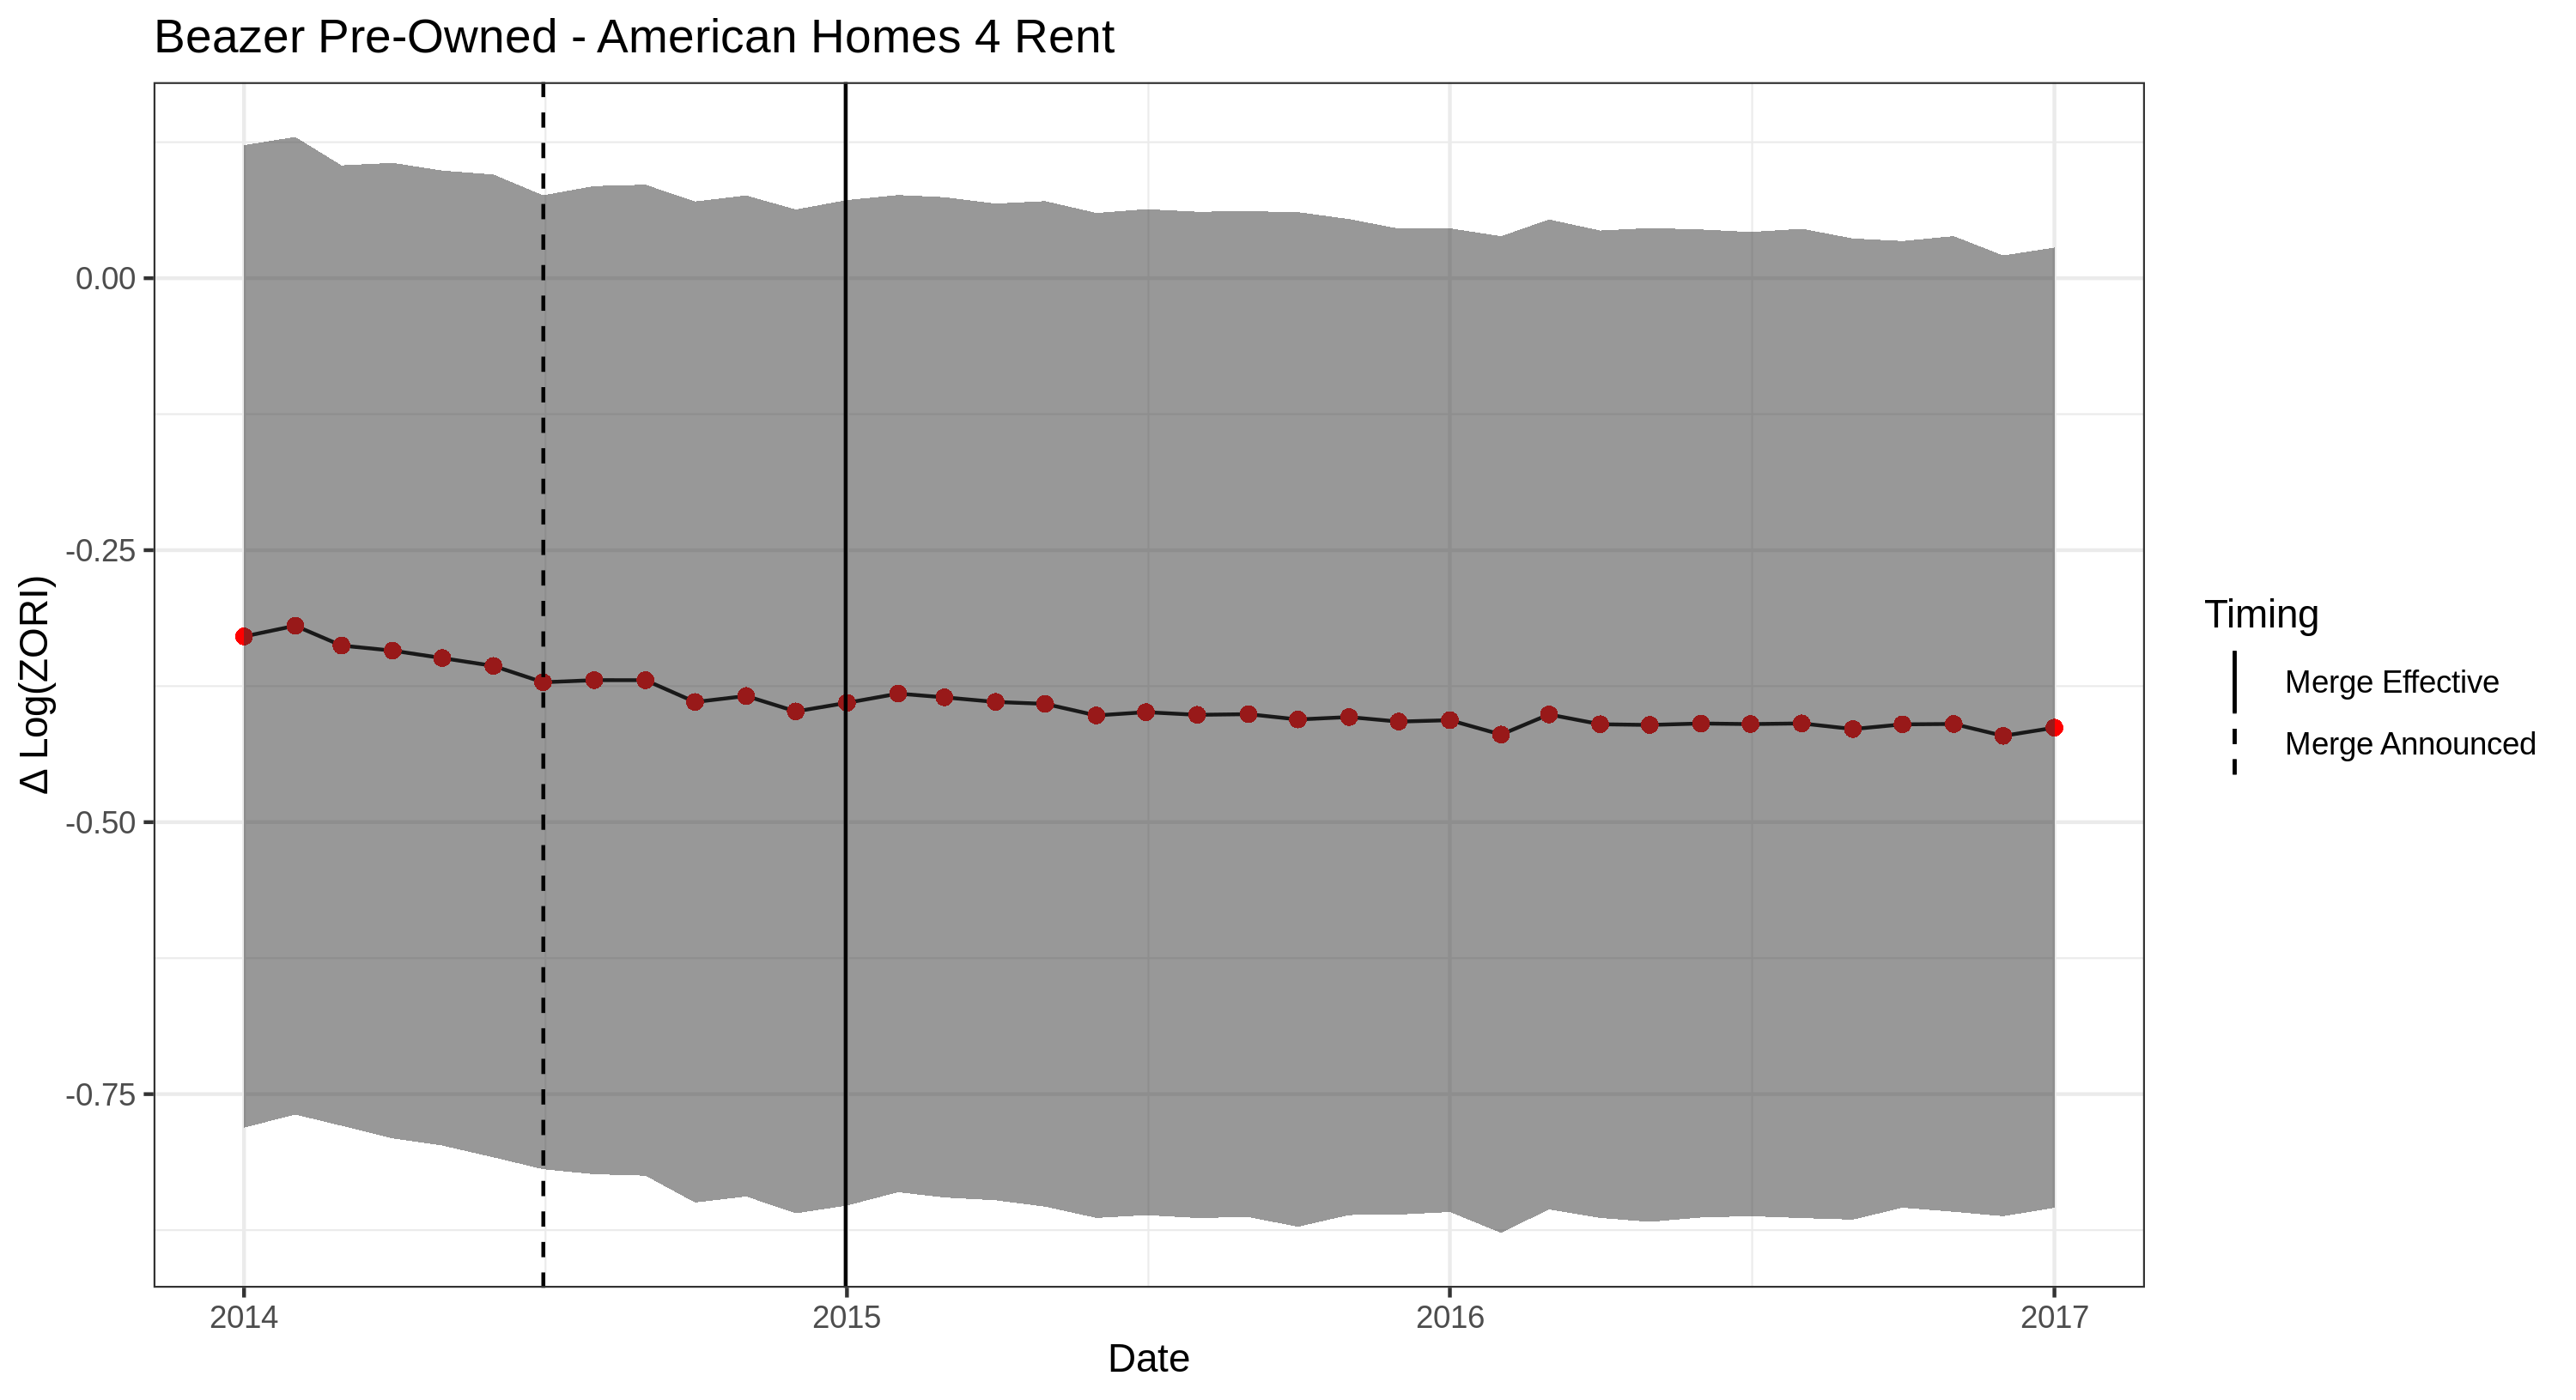 Beazer Pre-Owned - American Homes 4 Rent
Δ Log(ZORI)
0.00
-0.25
-0.50
-0.75
2014 2015 2016 2017
Date
Timing
Merge Effective
Merge Announced